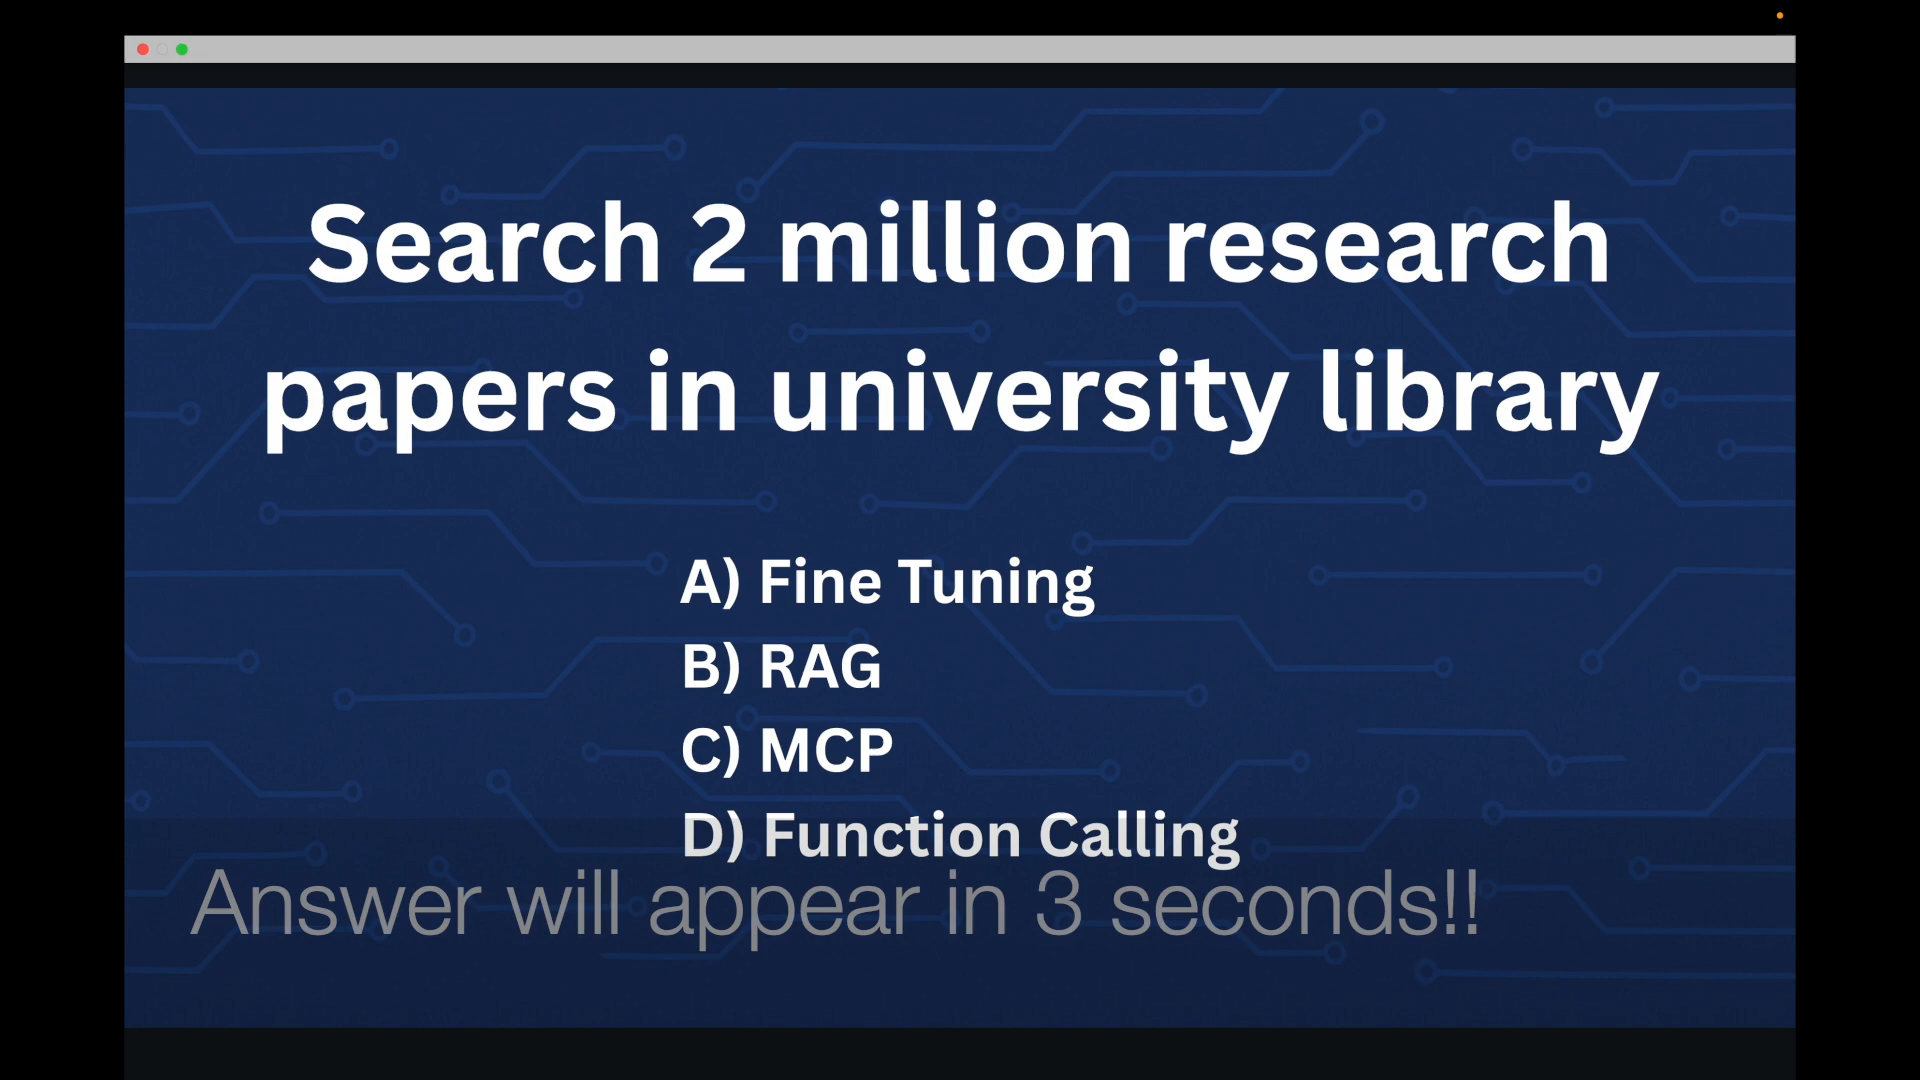 Search 2 million research
papers in university library
A) Fine Tuning
B) RAG
C) MCP
D) Function Calling
Answer will appear in 3 seconds!!